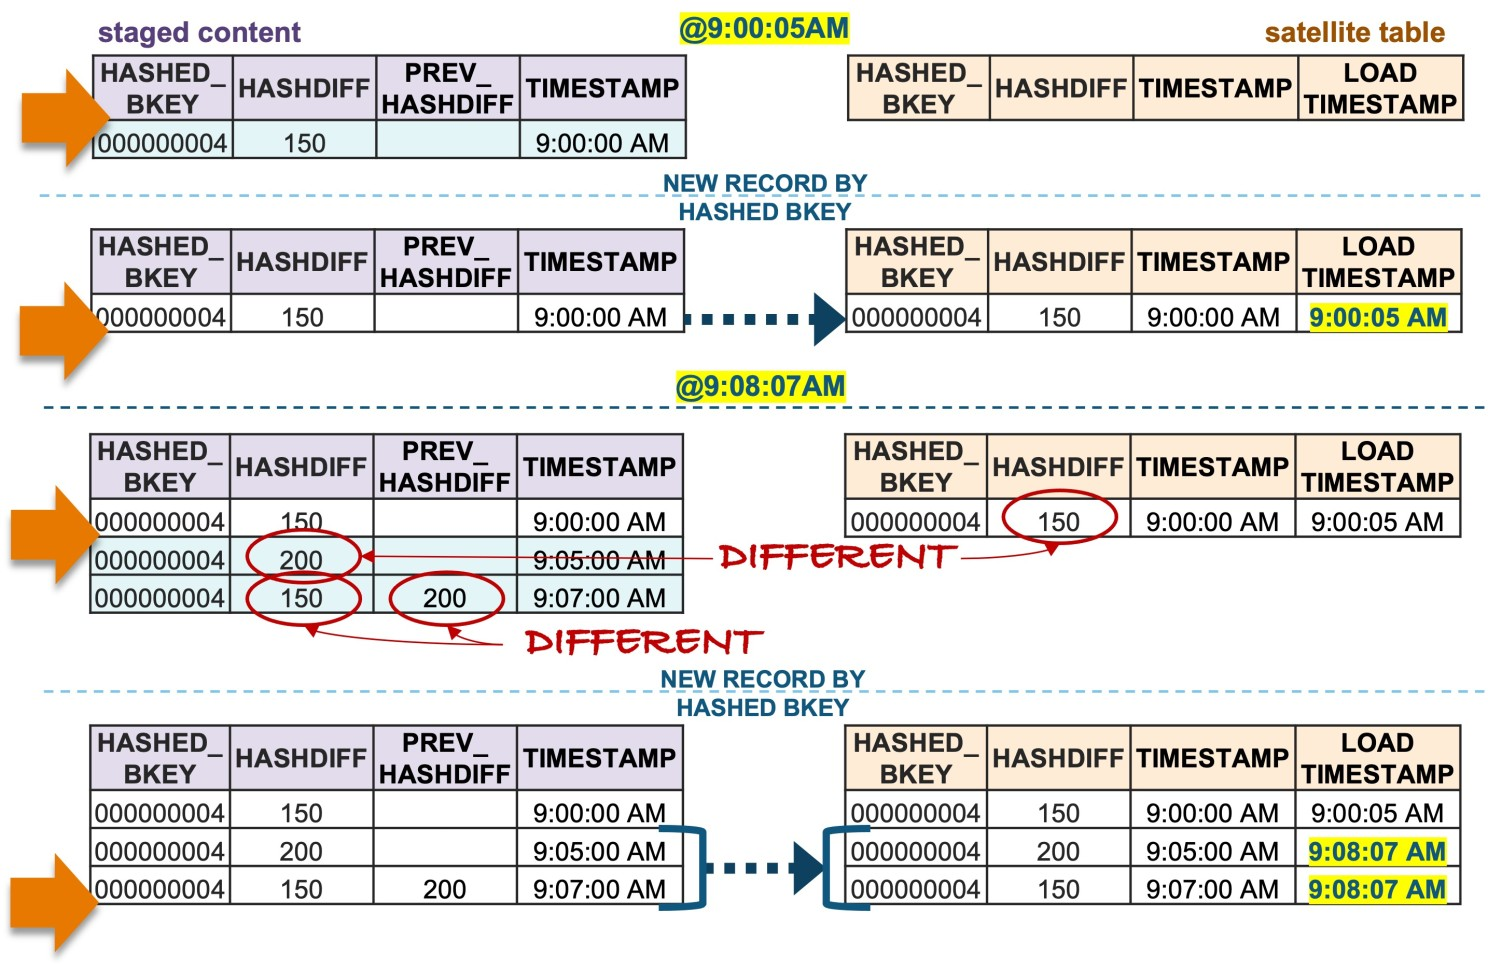 staged content
@9:00:05AM
satellite table
HASHED_
BKEY
HASHDIFF
PREV_
HASHDIFF
TIMESTAMP
HASHED_
BKEY
HASHDIFF
TIMESTAMP
LOAD
TIMESTAMP
000000004 150 9:00:00 AM
NEW RECORD BY
HASHED BKEY
HASHED_
BKEY
HASHDIFF
PREV_
HASHDIFF
TIMESTAMP
HASHED_
BKEY
HASHDIFF
TIMESTAMP
LOAD
TIMESTAMP
000000004 150 9:00:00 AM
000000004 150 9:00:00 AM 9:00:05 AM
@9:08:07AM
HASHED_
BKEY
HASHDIFF
PREV_
HASHDIFF
TIMESTAMP
HASHED_
BKEY
HASHDIFF
TIMESTAMP
LOAD
TIMESTAMP
000000004 150 9:00:00 AM
000000004 150 9:00:00 AM 9:00:05 AM
000000004 200 9:05:00 AM
DIFFERENT
000000004 150 200 9:07:00 AM
DIFFERENT
NEW RECORD BY
HASHED BKEY
HASHED_
BKEY
HASHDIFF
PREV_
HASHDIFF
TIMESTAMP
HASHED_
BKEY
HASHDIFF
TIMESTAMP
LOAD
TIMESTAMP
000000004 150 9:00:00 AM
000000004 150 9:00:00 AM 9:00:05 AM
000000004 200 9:05:00 AM
000000004 200 9:05:00 AM 9:08:07 AM
000000004 150 200 9:07:00 AM
000000004 150 9:07:00 AM 9:08:07 AM